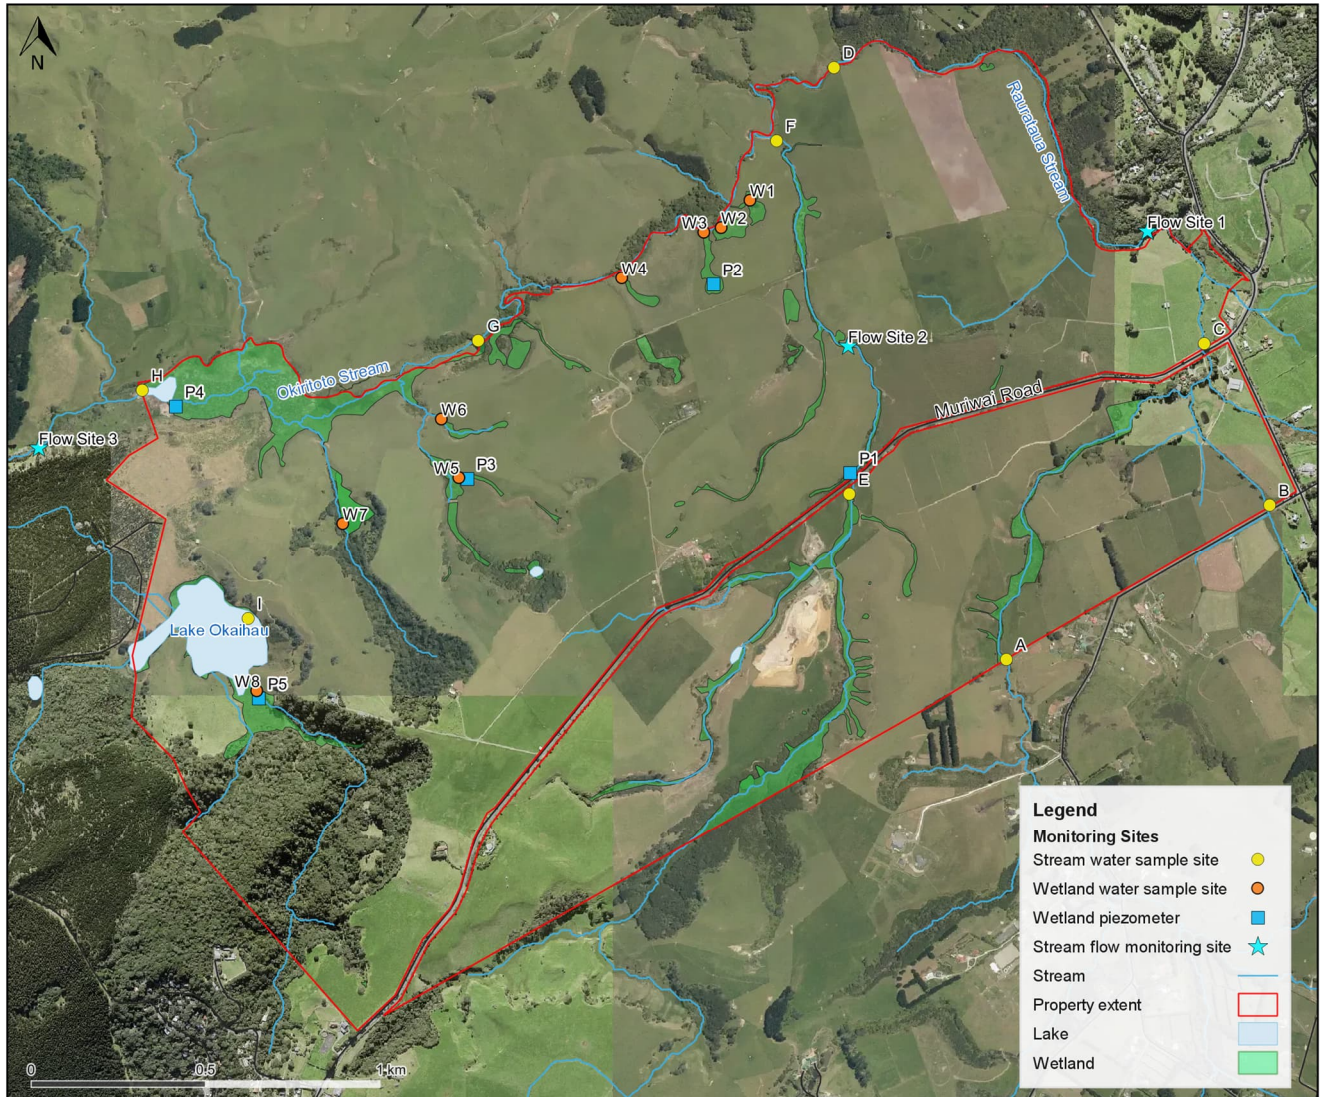 N
D
Raurataua Stream
F
W1
Flow Site 1
W3
W2
W4
P2
G
Flow Site 2
C
H
P4
Okiritoto Stream
Muriwai Road
W6
Flow Site 3
W5
P3
P1
E
B
W7
I
Lake Okaihau
A
W8
P5
Legend
Monitoring Sites
Stream water sample site
Wetland water sample site
Wetland piezometer
Stream flow monitoring site
Stream
Property extent
Lake
Wetland
0
0.5
1 km